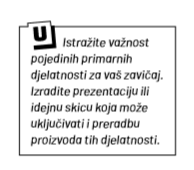 U
Istražite važnost
pojedinih primarnih
djelatnosti za vaš zavičaj.
Izradite prezentaciju ili
idejnu skicu koja može
uključivati i preradbu
proizvoda tih djelatnosti.